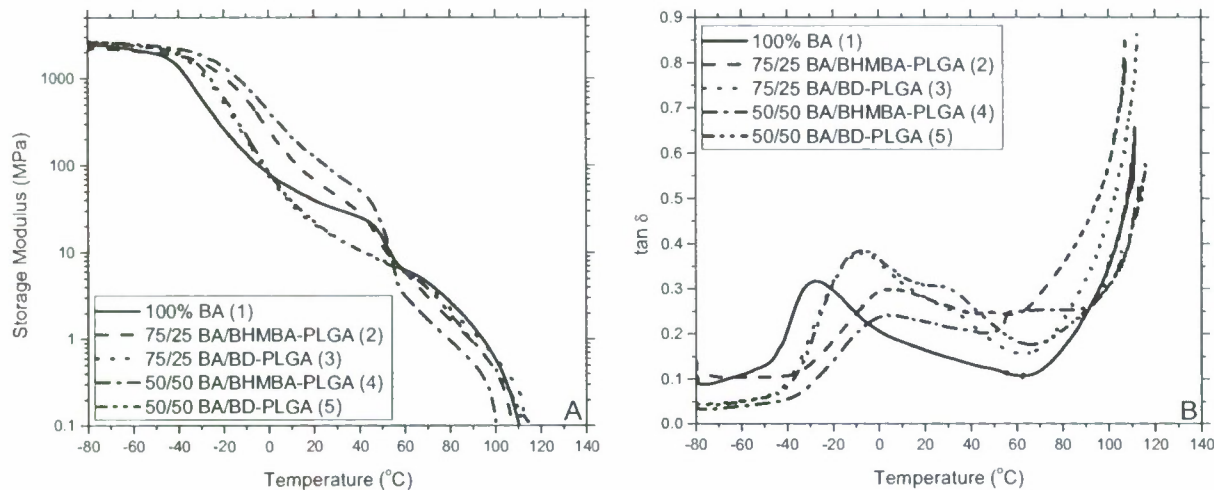 1000
100
10
1
0.1
Storage Modulus (MPa)
100% BA (1)
75/25 BA/BHMBA-PLGA (2)
75/25 BA/BD-PLGA (3)
50/50 BA/BHMBA-PLGA (4)
50/50 BA/BD-PLGA (5)
A
-80 -60 -40 -20 0 20 40 60 80 100 120 140
Temperature (°C)
0.9
0.8
0.7
0.6
0.5
0.4
0.3
0.2
0.1
0.0
tan δ
100% BA (1)
75/25 BA/BHMBA-PLGA (2)
75/25 BA/BD-PLGA (3)
50/50 BA/BHMBA-PLGA (4)
50/50 BA/BD-PLGA (5)
B
-80 -60 -40 -20 0 20 40 60 80 100 120 140
Temperature (°C)